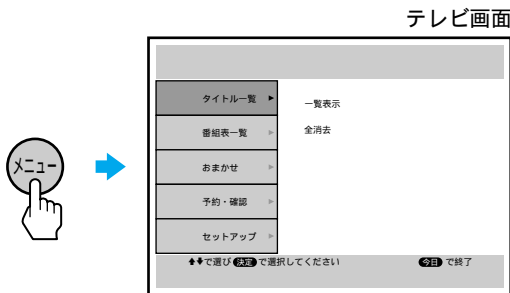 テレビ画面
タイトル一覧 ▶
一覧表示
番組表一覧 ▶
全消去
おまかせ ▶
メニュー
予約・確認 ▶
セットアップ ▶
♠♦で選び 決定 で選択してください 今日 で終了